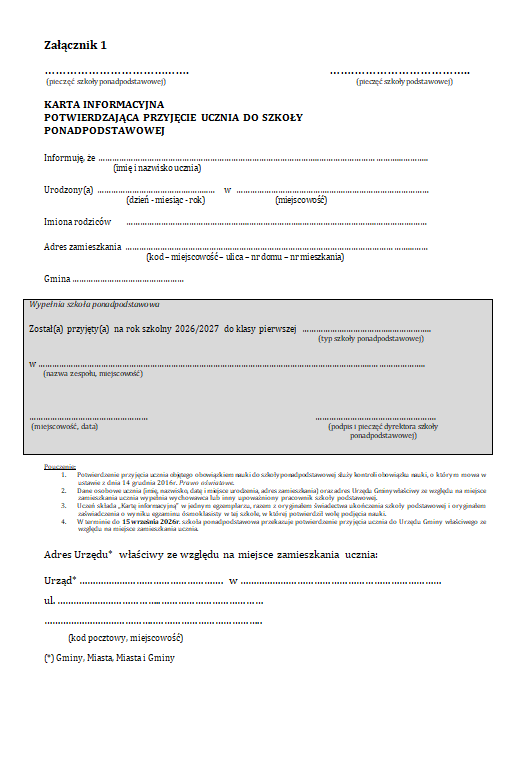 Załącznik 1
…………………………………. ……………………………………..
(pieczęć szkoły ponadpodstawowej) (pieczęć szkoły podstawowej)
KARTA INFORMACYJNA
POTWIERDZAJĄCA PRZYJĘCIE UCZNIA DO SZKOŁY
PONADPODSTAWOWEJ
Informuję, że ………………………………………………………………………………………
(imię i nazwisko ucznia)
Urodzony(a) …………………………………… w ………………………………………………………
(dzień - miesiąc - rok) (miejscowość)
Imiona rodziców ………………………………………………………………………………
Adres zamieszkania ………………………………………………………………………………
(kod – miejscowość – ulica – nr domu – nr mieszkania)
Gmina …………………………………
Wypełnia szkoła ponadpodstawowa
Został(a) przyjęty(a) na rok szkolny 2026/2027 do klasy pierwszej ………………………………………
(typ szkoły ponadpodstawowej)
w ………………………………………………………………………………………………
(nazwa zespołu, miejscowość)
…………………………………… ……………………………………
(miejscowość, data) (podpis i pieczęć dyrektora szkoły
ponadpodstawowej))
Pouczenie:
1. Potwierdzenie przyjęcia ucznia objętego obowiązkiem nauki do szkoły ponadpodstawowej służy kontroli obowiązku nauki, o którym mowa w
ustawie z dnia 14 grudnia 2016r. Prawo oświatowe.
2. Dane osobowe ucznia (imię, nazwisko, datę i miejsce urodzenia, adres zamieszkania) oraz adres Urzędu Gminy właściwy ze względu na miejsce
zamieszkania ucznia wypełnia wychowawca lub inny upoważniony pracownik szkoły podstawowej.
3. Uczeń składa „Kartę informacyjną” w jednym egzemplarzu, razem z oryginałem świadectwa ukończenia szkoły podstawowej i oryginałem
zaświadczenia o wyniku egzaminu ósmoklasisty w tej szkole, w której potwierdził wolę podjęcia nauki.
4. W terminie do 15 września 2026r. szkoła ponadpodstawowa przekazuje potwierdzenie przyjęcia ucznia do Urzędu Gminy właściwego ze
względu na miejsce zamieszkania ucznia.
Adres Urzędu* właściwy ze względu na miejsce zamieszkania ucznia:
Urząd* ………………………………………… w …………………………………………………………
ul. ……………………………………………………………
………………………………………………………………..
(kod pocztowy, miejscowość)
(*) Gminy, Miasta, Miasta i Gminy